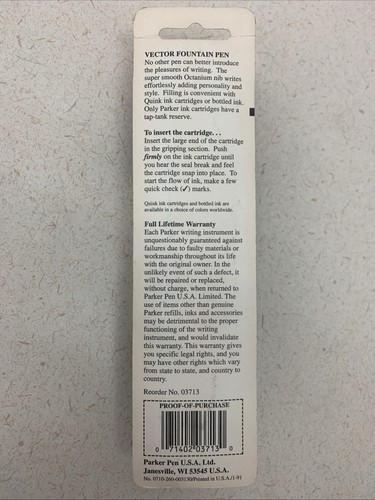 VECTOR FOUNTAIN PEN
No other pen can better introduce
the pleasures of writing. The
super smooth Octanium nib writes
effortlessly adding personality and
style. Filling is convenient with
Quink ink cartridges or bottled ink.
Only Parker ink cartridges have a
tap-tank reserve.
To insert the cartridge. . .
Insert the large end of the cartridge
in the gripping section. Push
firmly on the ink cartridge until
you hear the seal break and feel
the cartridge snap into place. To
start the flow of ink, make a few
quick check (✓) marks.
Quink ink cartridges and bottled ink are
available in a choice of colors worldwide.
Full Lifetime Warranty
Each Parker writing instrument is
unquestionably guaranteed against
failures due to faulty materials or
workmanship throughout its life
with the original owner. In the
unlikely event of such a defect, it
will be repaired or replaced,
without charge, when returned to
Parker Pen U.S.A. Limited. The
use of items other than genuine
Parker refills, inks and accessories
may be detrimental to the proper
functioning of the writing
instrument, and would invalidate
this warranty. This warranty gives
you specific legal rights, and you
may have other rights which vary
from state to state, and country to
country.
Reorder No. 03713
PROOF-OF-PURCHASE
0 71402 03713 0
Parker Pen U.S.A. Ltd.
Janesville, WI 53545 U.S.A.
No. 0710-260-003130/Printed in U.S.A./1-91